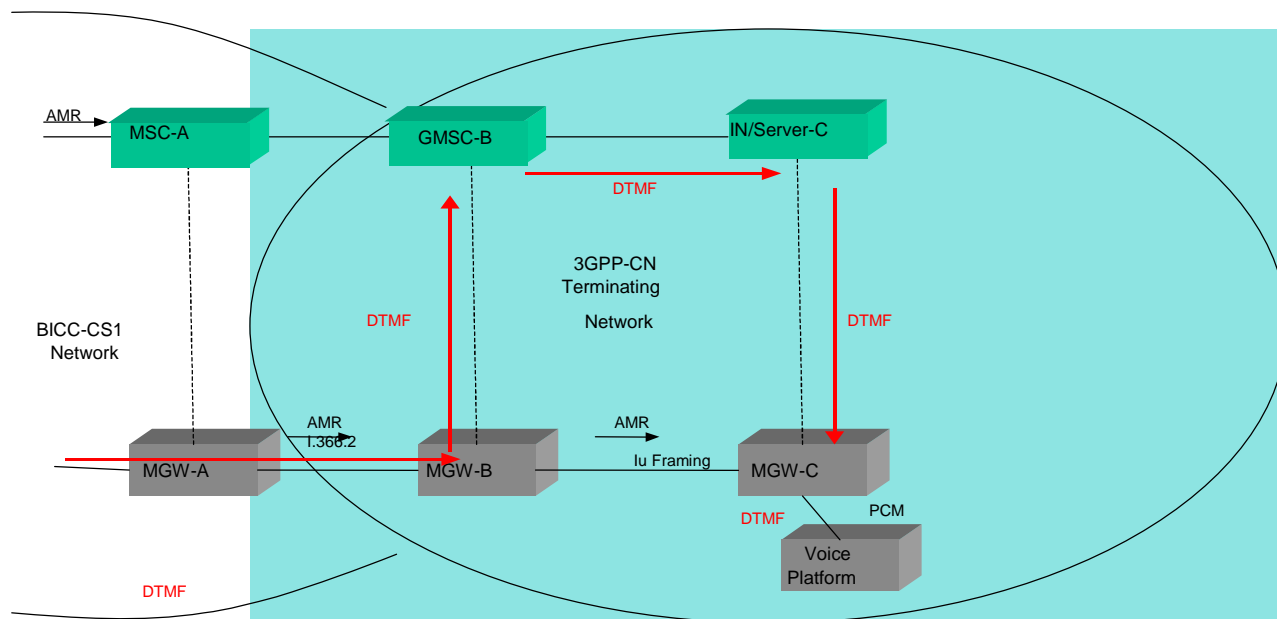 AMR
MSC-A
GMSC-B
IN/Server-C
DTMF
3GPP-CN
Terminating
Network
DTMF
DTMF
BICC-CS1
Network
AMR
I.366.2
AMR
MGW-A
MGW-B
Iu Framing
MGW-C
DTMF
PCM
Voice
Platform
DTMF